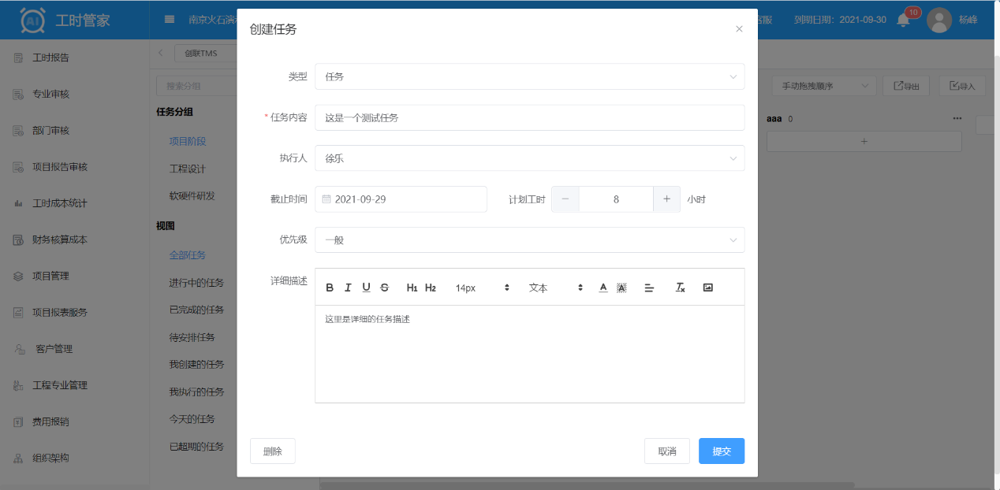 工时管家
南京火石演
客服
到期日期：2021-09-30
10
杨峰
工时报告
专业审核
部门审核
项目报告审核
工时成本统计
财务核算成本
项目管理
项目报表服务
客户管理
工程专业管理
费用报销
组织架构
创联TMS
搜索分组
任务分组
项目阶段
工程设计
软硬件研发
视图
全部任务
进行中的任务
已完成的任务
待安排任务
我创建的任务
我执行的任务
今天的任务
已超期的任务
创建任务
类型 任务
* 任务内容 这是一个测试任务
执行人 徐乐
截止时间 2021-09-29 计划工时 － 8 + 小时
优先级 一般
详细描述
B I U S H1 H2 14px 文本 A A Tx
这里是详细的任务描述
删除 取消 提交
手动拖拽顺序 导出 导入
aaa 0 ···
+